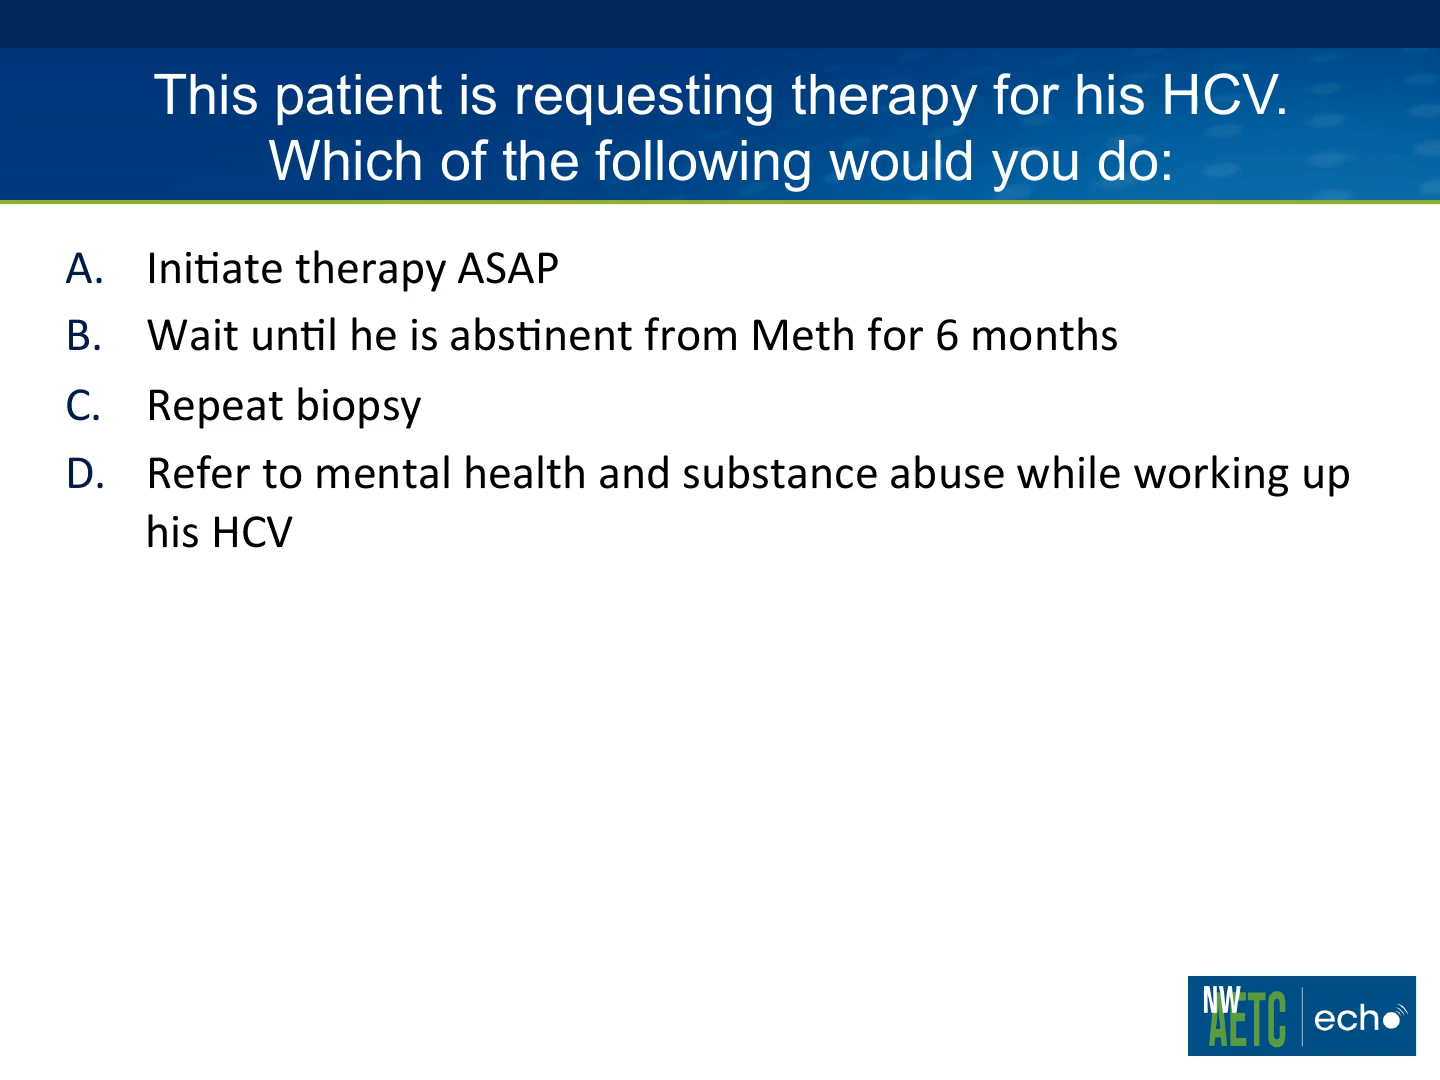 This patient is requesting therapy for his HCV.
Which of the following would you do:
A. Initiate therapy ASAP
B. Wait until he is abstinent from Meth for 6 months
C. Repeat biopsy
D. Refer to mental health and substance abuse while working up
his HCV
NW
AETC echo